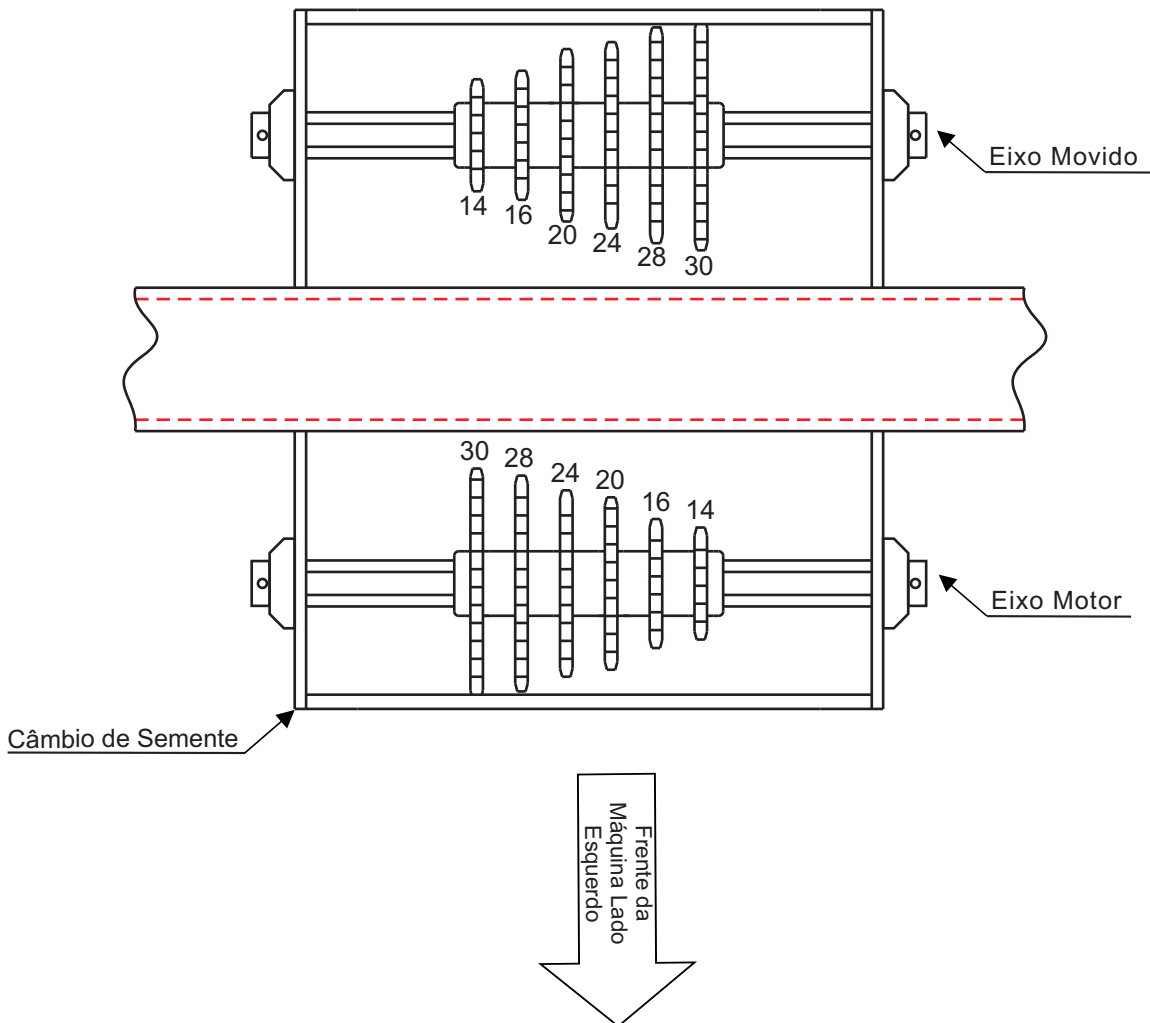 Eixo Movido
14
16
20
24
28
30
30
28
24
20
16
14
Eixo Motor
Câmbio de Semente
Frente da
Máquina Lado
Esquerdo